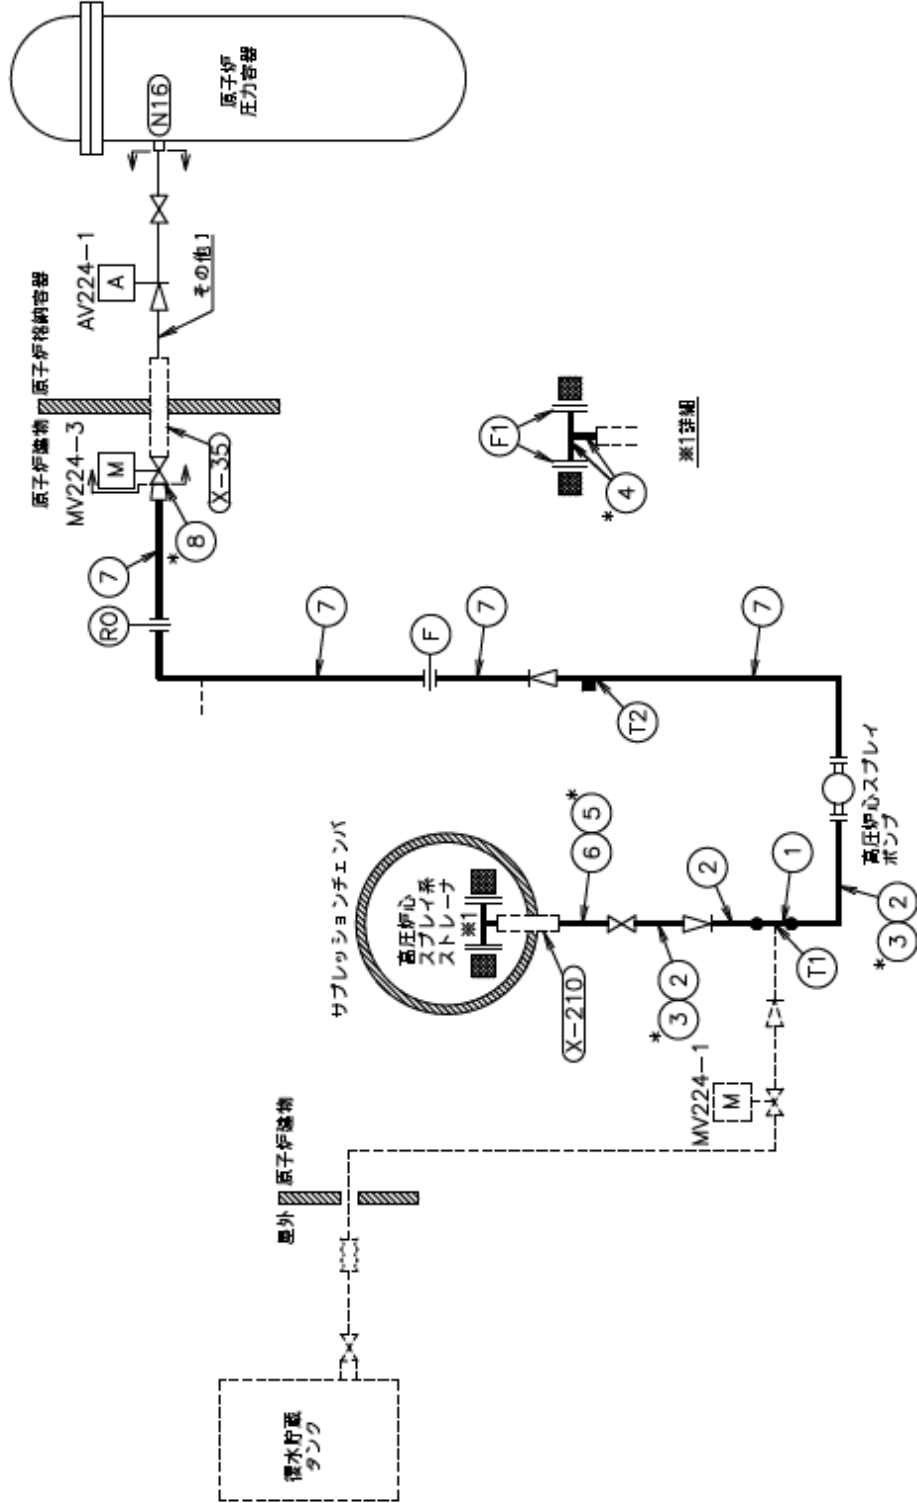 復水貯蔵
タンク
屋外
原子炉建物
MV224-1
M
サプレッションチェンバ
高圧炉心
スプレイ系
ストレーナ
※1
X-210
*
3
2
6
*
5
2
T1
1
*
3
2
高圧炉心スプレイ
ポンプ
7
T2
7
F
7
RO
7
*
8
原子炉建物
原子炉格納容器
MV224-3
M
X-35
AV224-1
A
その他1
N16
原子炉
圧力容器
F1
*
4
※1詳細